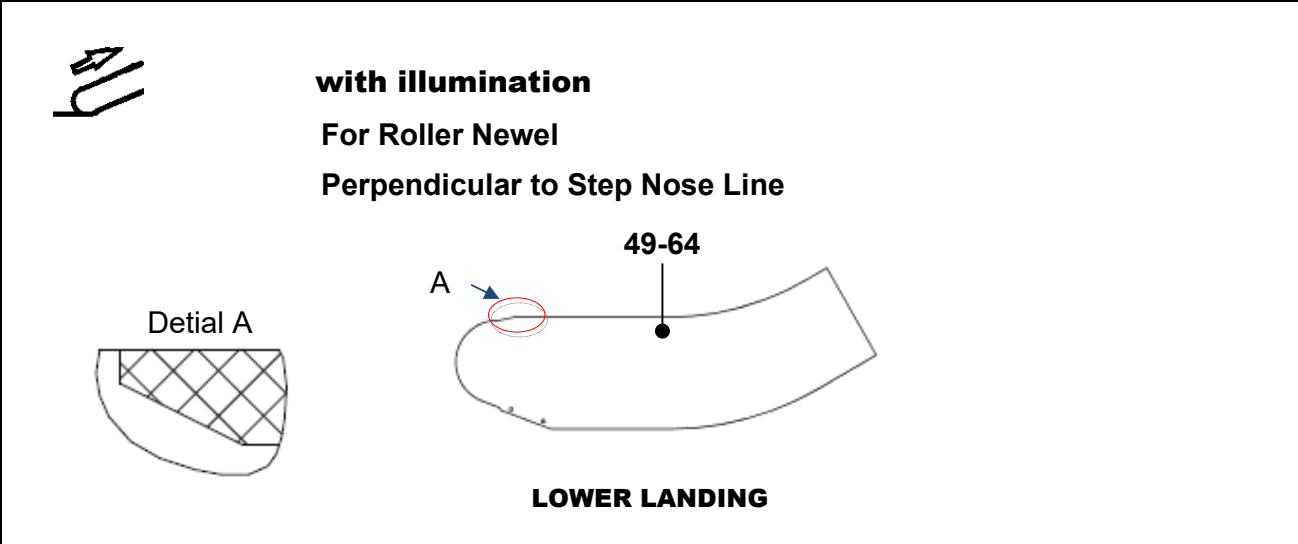 with illumination
For Roller Newel
Perpendicular to Step Nose Line
49-64
A
Detial A
LOWER LANDING